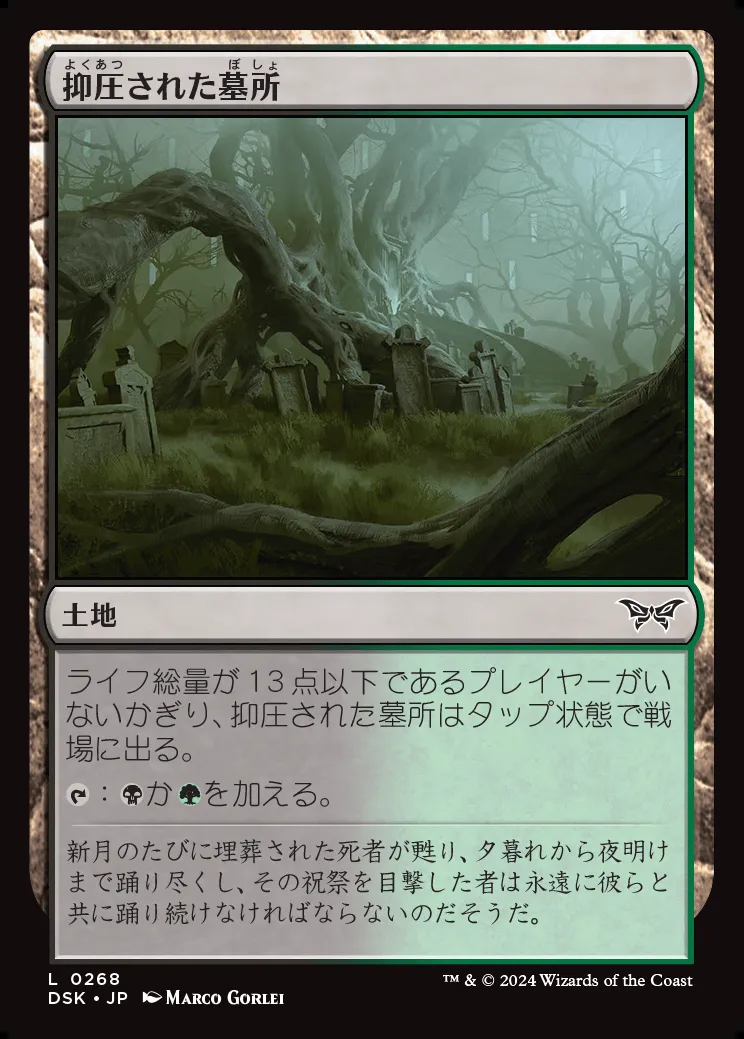 よくあつ ぼしょ
抑圧された墓所
土地
ライフ総量が13点以下であるプレイヤーがい
ないかぎり、抑圧された墓所はタップ状態で戦
場に出る。
：か を加える。
新月のたびに埋葬された死者が甦り、夕暮れから夜明け
まで踊り尽くし、その祝祭を目撃した者は永遠に彼らと
共に踊り続けなければならないのだそうだ。
L 0268
DSK • JP Marco Gorlei
™ & © 2024 Wizards of the Coast